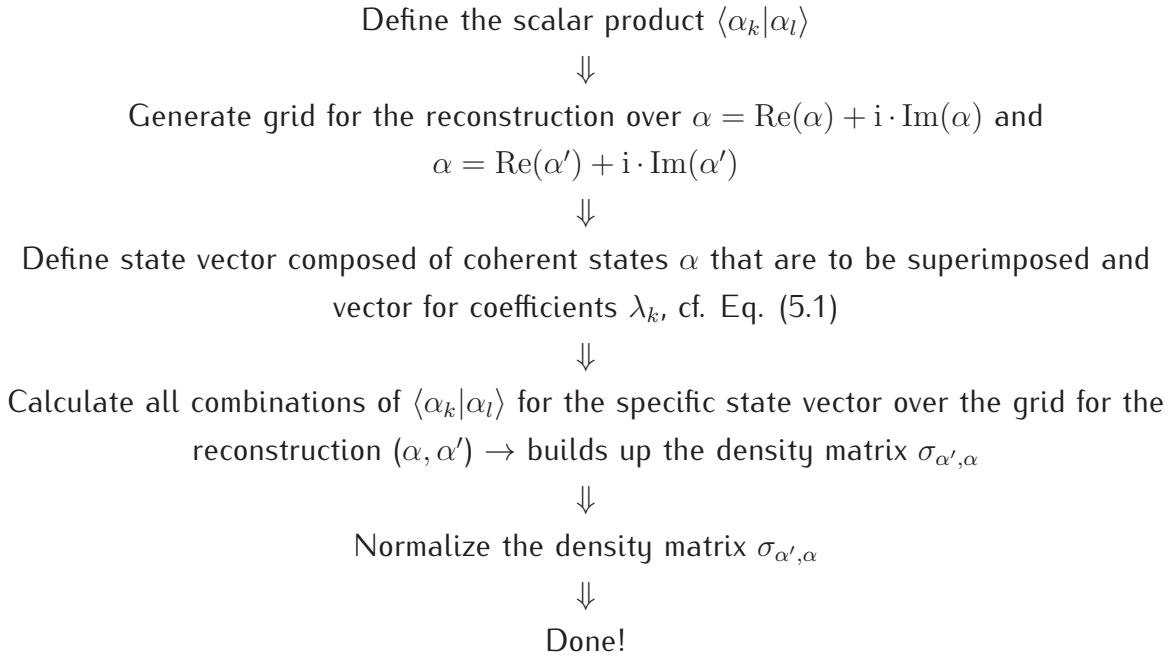 Define the scalar product ⟨α_k|α_l⟩
⇓
Generate grid for the reconstruction over α = Re(α) + i · Im(α) and
α = Re(α′) + i · Im(α′)
⇓
Define state vector composed of coherent states α that are to be superimposed and
vector for coefficients λ_k, cf. Eq. (5.1)
⇓
Calculate all combinations of ⟨α_k|α_l⟩ for the specific state vector over the grid for the
reconstruction (α, α′) → builds up the density matrix σ_{α′,α}
⇓
Normalize the density matrix σ_{α′,α}
⇓
Done!